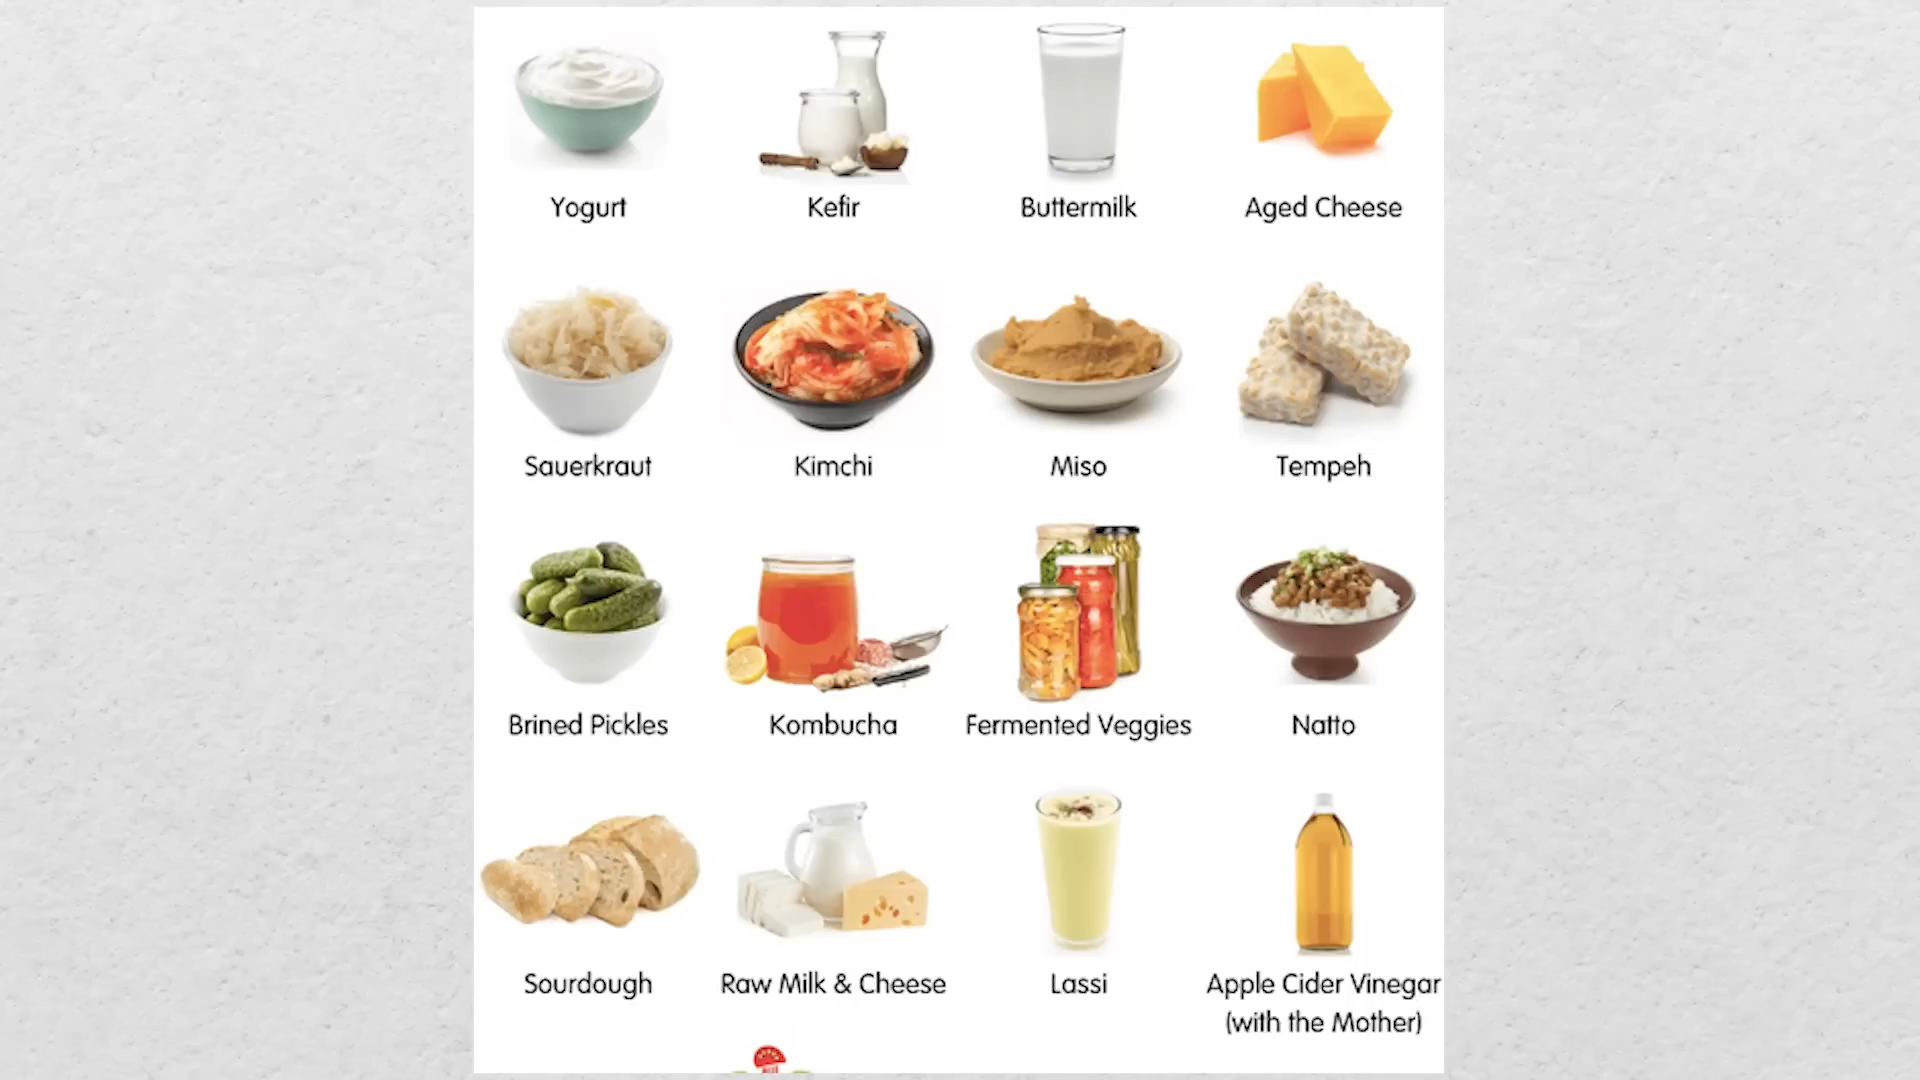 Yogurt
Kefir
Buttermilk
Aged Cheese
Sauerkraut
Kimchi
Miso
Tempeh
Brined Pickles
Kombucha
Fermented Veggies
Natto
Sourdough
Raw Milk & Cheese
Lassi
Apple Cider Vinegar
(with the Mother)